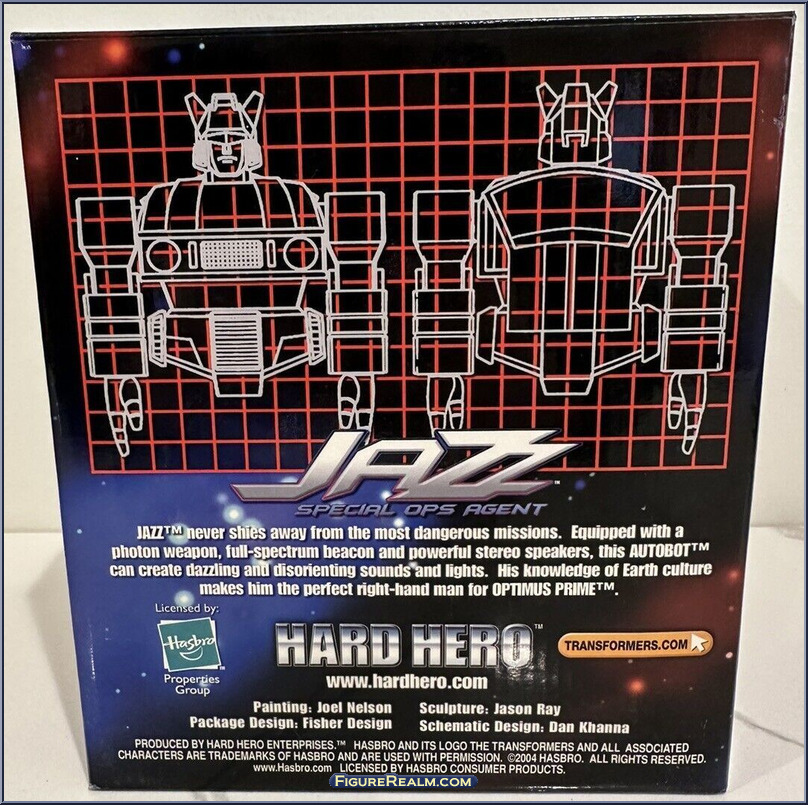 JAZZ™
SPECIAL OPS AGENT
JAZZ™ never shies away from the most dangerous missions. Equipped with a
photon weapon, full-spectrum beacon and powerful stereo speakers, this AUTOBOT™
can create dazzling and disorienting sounds and lights. His knowledge of Earth culture
makes him the perfect right-hand man for OPTIMUS PRIME™.
Licensed by:
Hasbro
Properties
Group
HARD HERO™
www.hardhero.com
TRANSFORMERS.COM
Painting: Joel Nelson Sculpture: Jason Ray
Package Design: Fisher Design Schematic Design: Dan Khanna
PRODUCED BY HARD HERO ENTERPRISES.™ HASBRO AND ITS LOGO THE TRANSFORMERS AND ALL ASSOCIATED
CHARACTERS ARE TRADEMARKS OF HASBRO AND ARE USED WITH PERMISSION. ©2004 HASBRO. ALL RIGHTS RESERVED.
www.Hasbro.com LICENSED BY HASBRO CONSUMER PRODUCTS.
FIGUREREALM.COM